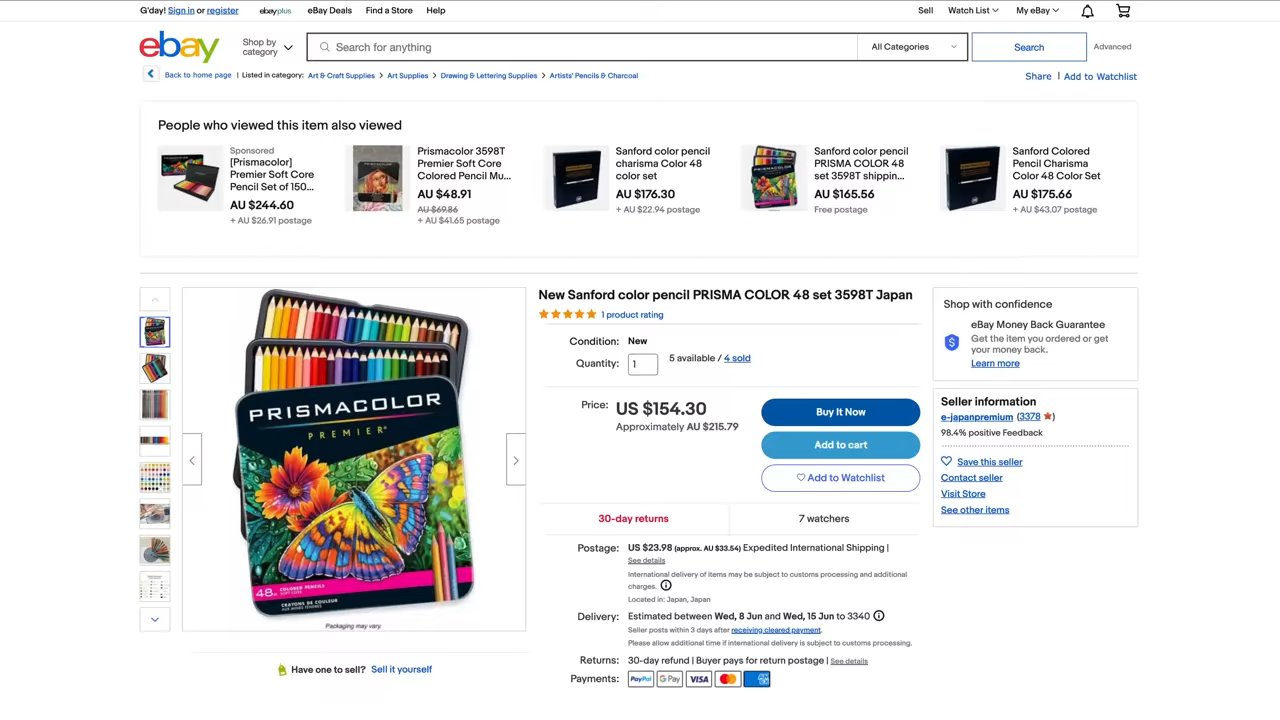 G'day! Sign in or register
ebayplus
eBay Deals
Find a Store
Help
Sell
Watch List
My eBay
ebay
Shop by category
Search for anything
All Categories
Search
Advanced
Back to home page | Listed in category: Art & Craft Supplies > Art Supplies > Drawing & Lettering Supplies > Artists' Pencils & Charcoal
Share | Add to Watchlist
People who viewed this item also viewed
Sponsored
[Prismacolor]
Premier Soft Core
Pencil Set of 150...
AU $244.60
+ AU $26.91 postage
Prismacolor 3598T
Premier Soft Core
Colored Pencil Mu...
AU $48.91
AU $69.86
+ AU $41.65 postage
Sanford color pencil
charisma Color 48
color set
AU $176.30
+ AU $22.94 postage
Sanford color pencil
PRISMA COLOR 48
set 3598T shippin...
AU $165.56
Free postage
Sanford Colored
Pencil Charisma
Color 48 Color Set
AU $175.66
+ AU $43.07 postage
PRISMACOLOR
PREMIER
48 COLORED PENCILS
SOFT CORE
CRAYONS DE COULEUR
Packaging may vary.
Have one to sell? Sell it yourself
New Sanford color pencil PRISMA COLOR 48 set 3598T Japan
1 product rating
Condition: New
Quantity: 1 5 available / 4 sold
Price: US $154.30
Approximately AU $215.79
Buy It Now
Add to cart
Add to Watchlist
30-day returns
7 watchers
Postage: US $23.98 (approx. AU $33.54) Expedited International Shipping |
See details
International delivery of items may be subject to customs processing and additional
charges.
Located in: Japan, Japan
Delivery: Estimated between Wed, 8 Jun and Wed, 15 Jun to 3340
Seller posts within 3 days after receiving cleared payment.
Please allow additional time if international delivery is subject to customs processing.
Returns: 30-day refund | Buyer pays for return postage | See details
Payments: PayPal G Pay VISA
Shop with confidence
eBay Money Back Guarantee
Get the item you ordered or get
your money back.
Learn more
Seller information
e-japanpremium (3378)
98.4% positive Feedback
Save this seller
Contact seller
Visit Store
See other items